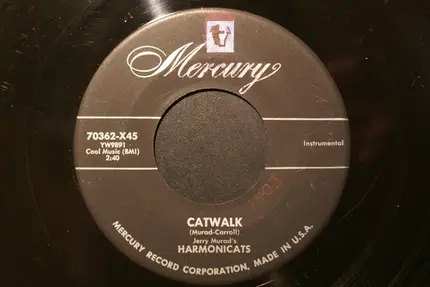 Mercury
70362-X45
YW9891
Cool Music (BMI)
2:40
Instrumental
CATWALK
(Murad-Carroll)
Jerry Murad's
HARMONICATS
MERCURY RECORD CORPORATION, MADE IN U.S.A.